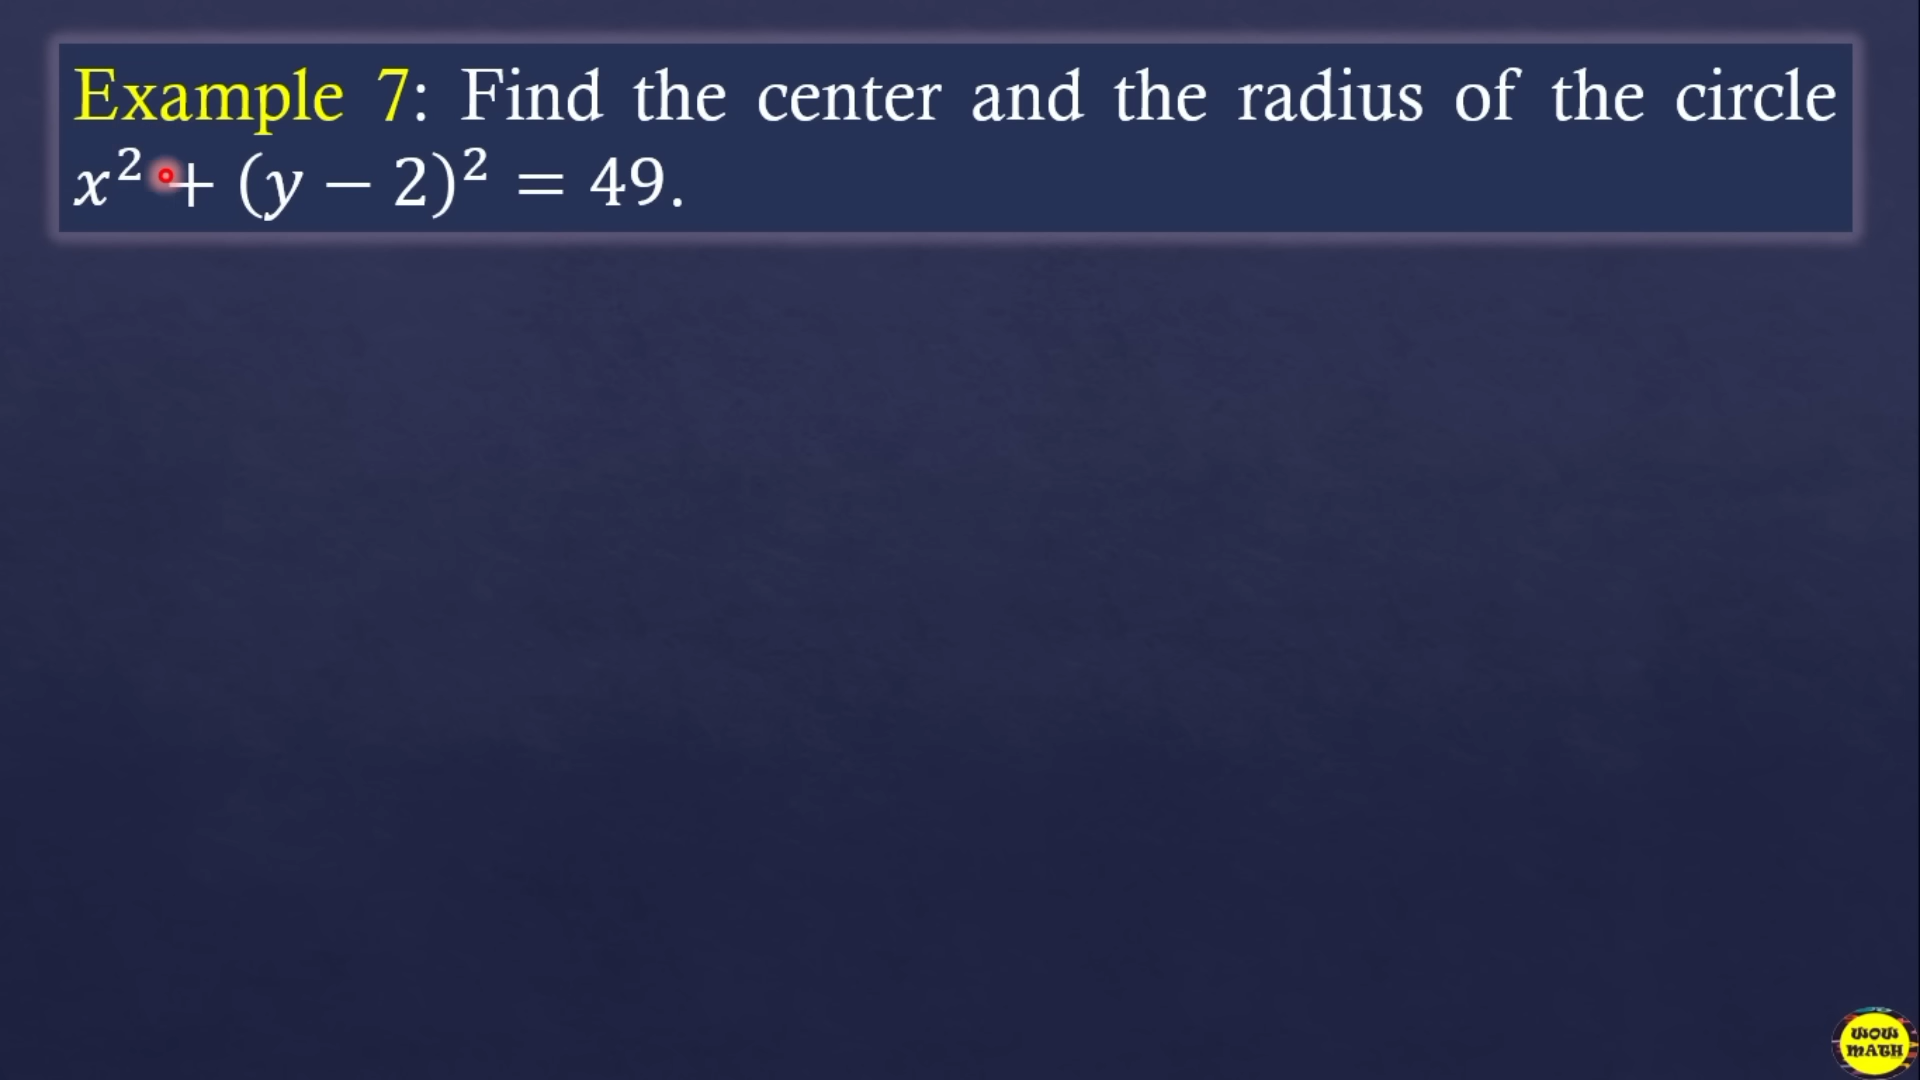 Example 7: Find the center and the radius of the circle
x² + (y − 2)² = 49.
WOW
MATH